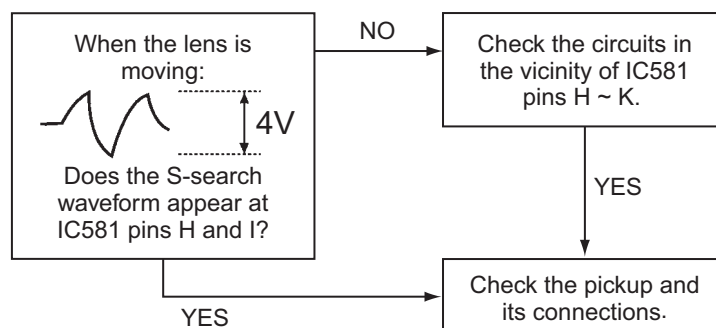 When the lens is
moving:
4V
Does the S-search
waveform appear at
IC581 pins H and I?
NO
Check the circuits in
the vicinity of IC581
pins H ~ K.
YES
YES
Check the pickup and
its connections.